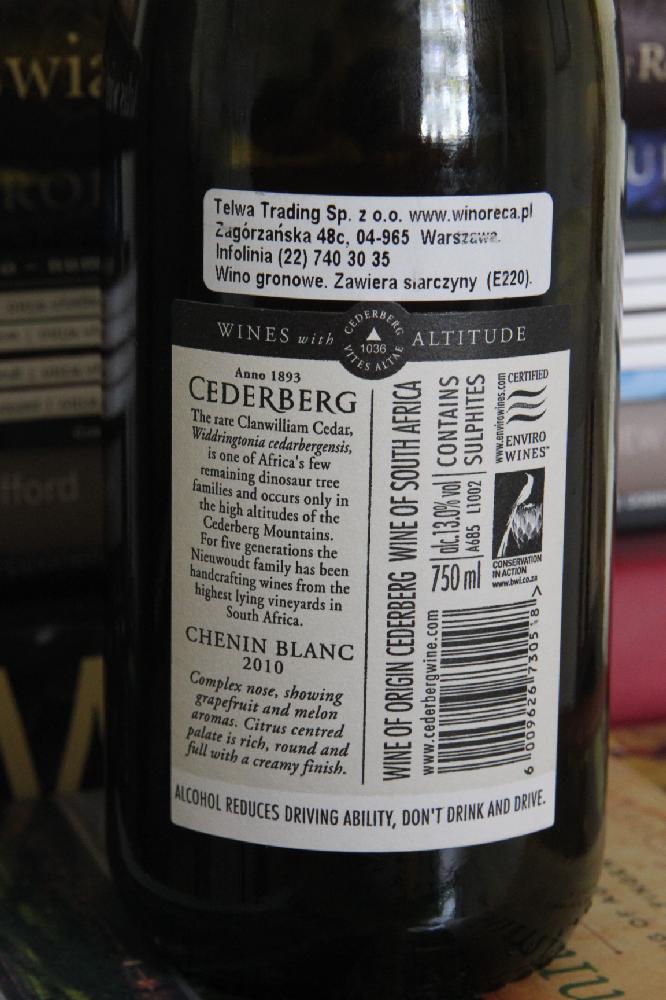 wia
Telwa Trading Sp. z o.o. www.winoreca.pl
Zagórzańska 48c, 04-965 Warszawa.
Infolinia (22) 740 30 35
Wino gronowe. Zawiera siarczyny (E220).
WINES with ALTITUDE
CEDERBERG
1036
VITES ALTAE
Anno 1893
CEDERBERG
The rare Clanwilliam Cedar,
Widdringtonia cedarbergensis,
is one of Africa's few
remaining dinosaur tree
families and occurs only in
the high altitudes of the
Cederberg Mountains.
For five generations the
Nieuwoudt family has been
handcrafting wines from the
highest lying vineyards in
South Africa.
CHENIN BLANC
2010
Complex nose, showing
grapefruit and melon
aromas. Citrus centred
palate is rich, round and
full with a creamy finish.
WINE OF ORIGIN CEDERBERG WINE OF SOUTH AFRICA
www.cederbergwine.com
750 ml
alc.13.0% vol
A685 L1002
CONTAINS
SULPHITES
www.envirowines.com
CERTIFIED
ENVIRO
WINES™
CONSERVATION
IN ACTION
www.bwi.co.za
6 009626 730518 >
ALCOHOL REDUCES DRIVING ABILITY, DON'T DRINK AND DRIVE.